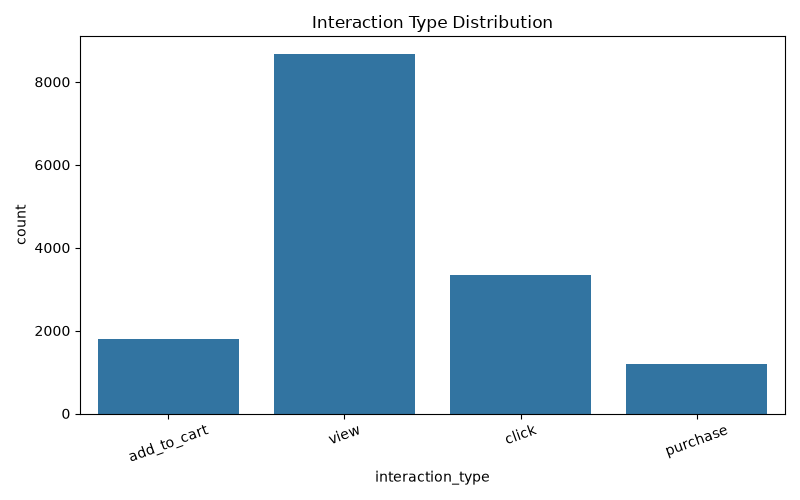 Interaction Type Distribution
count
8000
6000
4000
2000
0
add_to_cart
view
click
purchase
interaction_type